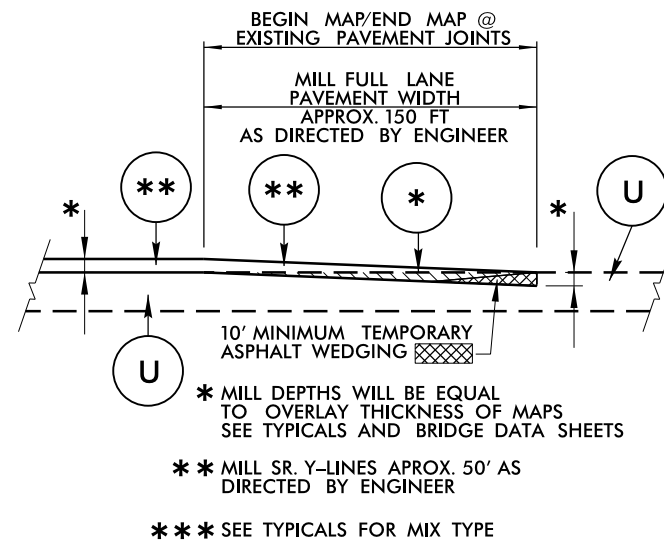 BEGIN MAP/END MAP @
EXISTING PAVEMENT JOINTS
MILL FULL LANE
PAVEMENT WIDTH
APPROX. 150 FT
AS DIRECTED BY ENGINEER
* ** ** * * U
10' MINIMUM TEMPORARY
ASPHALT WEDGING
U
* MILL DEPTHS WILL BE EQUAL
TO OVERLAY THICKNESS OF MAPS
SEE TYPICALS AND BRIDGE DATA SHEETS
** MILL SR. Y-LINES APROX. 50' AS
DIRECTED BY ENGINEER
*** SEE TYPICALS FOR MIX TYPE